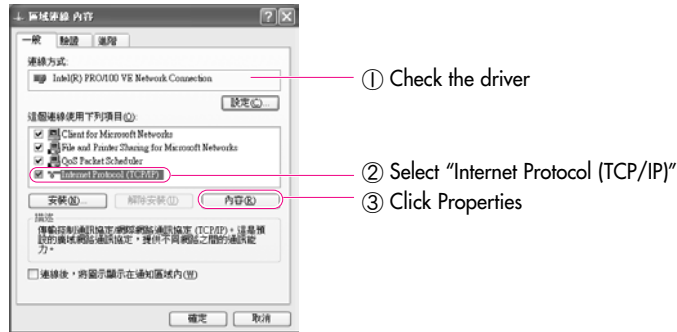 區域連線 內容
一般 驗證 進階
連線方式:
Intel(R) PRO/100 VE Network Connection
① Check the driver
設定(C)...
這個連線使用下列項目(O):
Client for Microsoft Networks
File and Printer Sharing for Microsoft Networks
QoS Packet Scheduler
Internet Protocol (TCP/IP)
② Select “Internet Protocol (TCP/IP)”
安裝(N)... 解除安裝(U) 內容(R)
③ Click Properties
描述
傳輸控制通訊協定/網際網路通訊協定 (TCP/IP)。這是預
設的廣域網路通訊協定，提供不同網路之間的通訊能
力。
連線後，將圖示顯示在通知區域內(W)
確定 取消